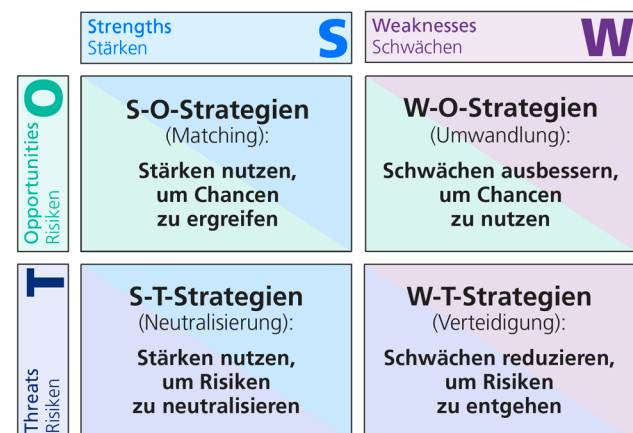 Strengths
Stärken
S
Weaknesses
Schwächen
W
O
Opportunities
Risiken
S-O-Strategien
(Matching):
Stärken nutzen,
um Chancen
zu ergreifen
W-O-Strategien
(Umwandlung):
Schwächen ausbessern,
um Chancen
zu nutzen
T
Threats
Risiken
S-T-Strategien
(Neutralisierung):
Stärken nutzen,
um Risiken
zu neutralisieren
W-T-Strategien
(Verteidigung):
Schwächen reduzieren,
um Risiken
zu entgehen